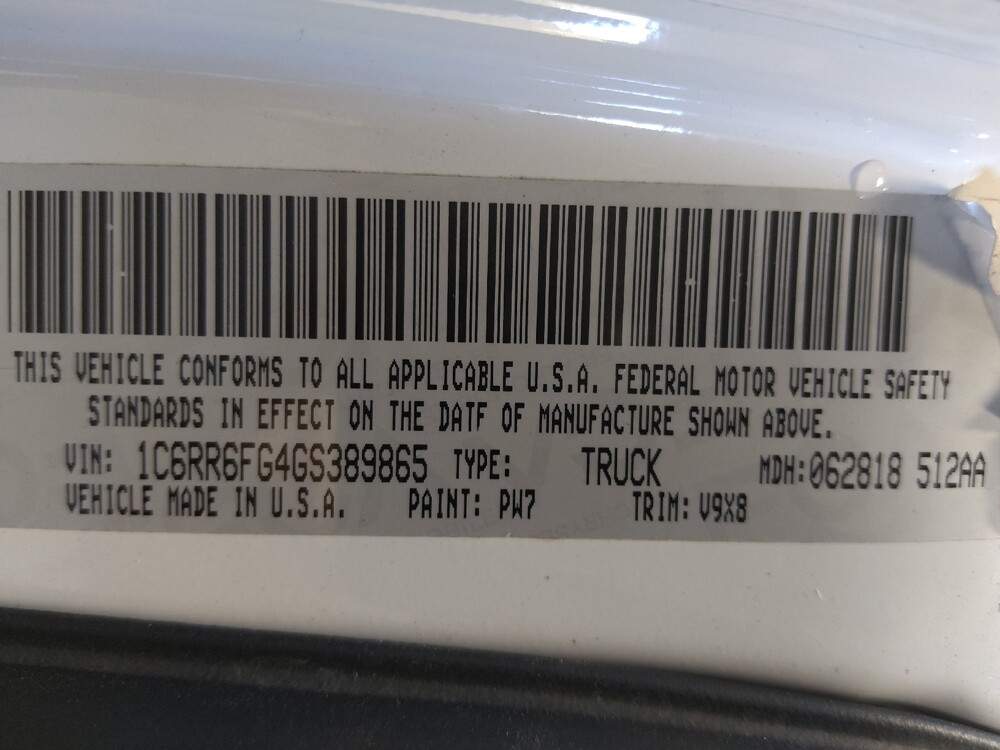 THIS VEHICLE CONFORMS TO ALL APPLICABLE U.S.A. FEDERAL MOTOR VEHICLE SAFETY
STANDARDS IN EFFECT ON THE DATE OF MANUFACTURE SHOWN ABOVE.
VIN: 1C6RR6FG4GS389865 TYPE: TRUCK MDH:062818 512AA
VEHICLE MADE IN U.S.A. PAINT: PW7 TRIM: V9X8